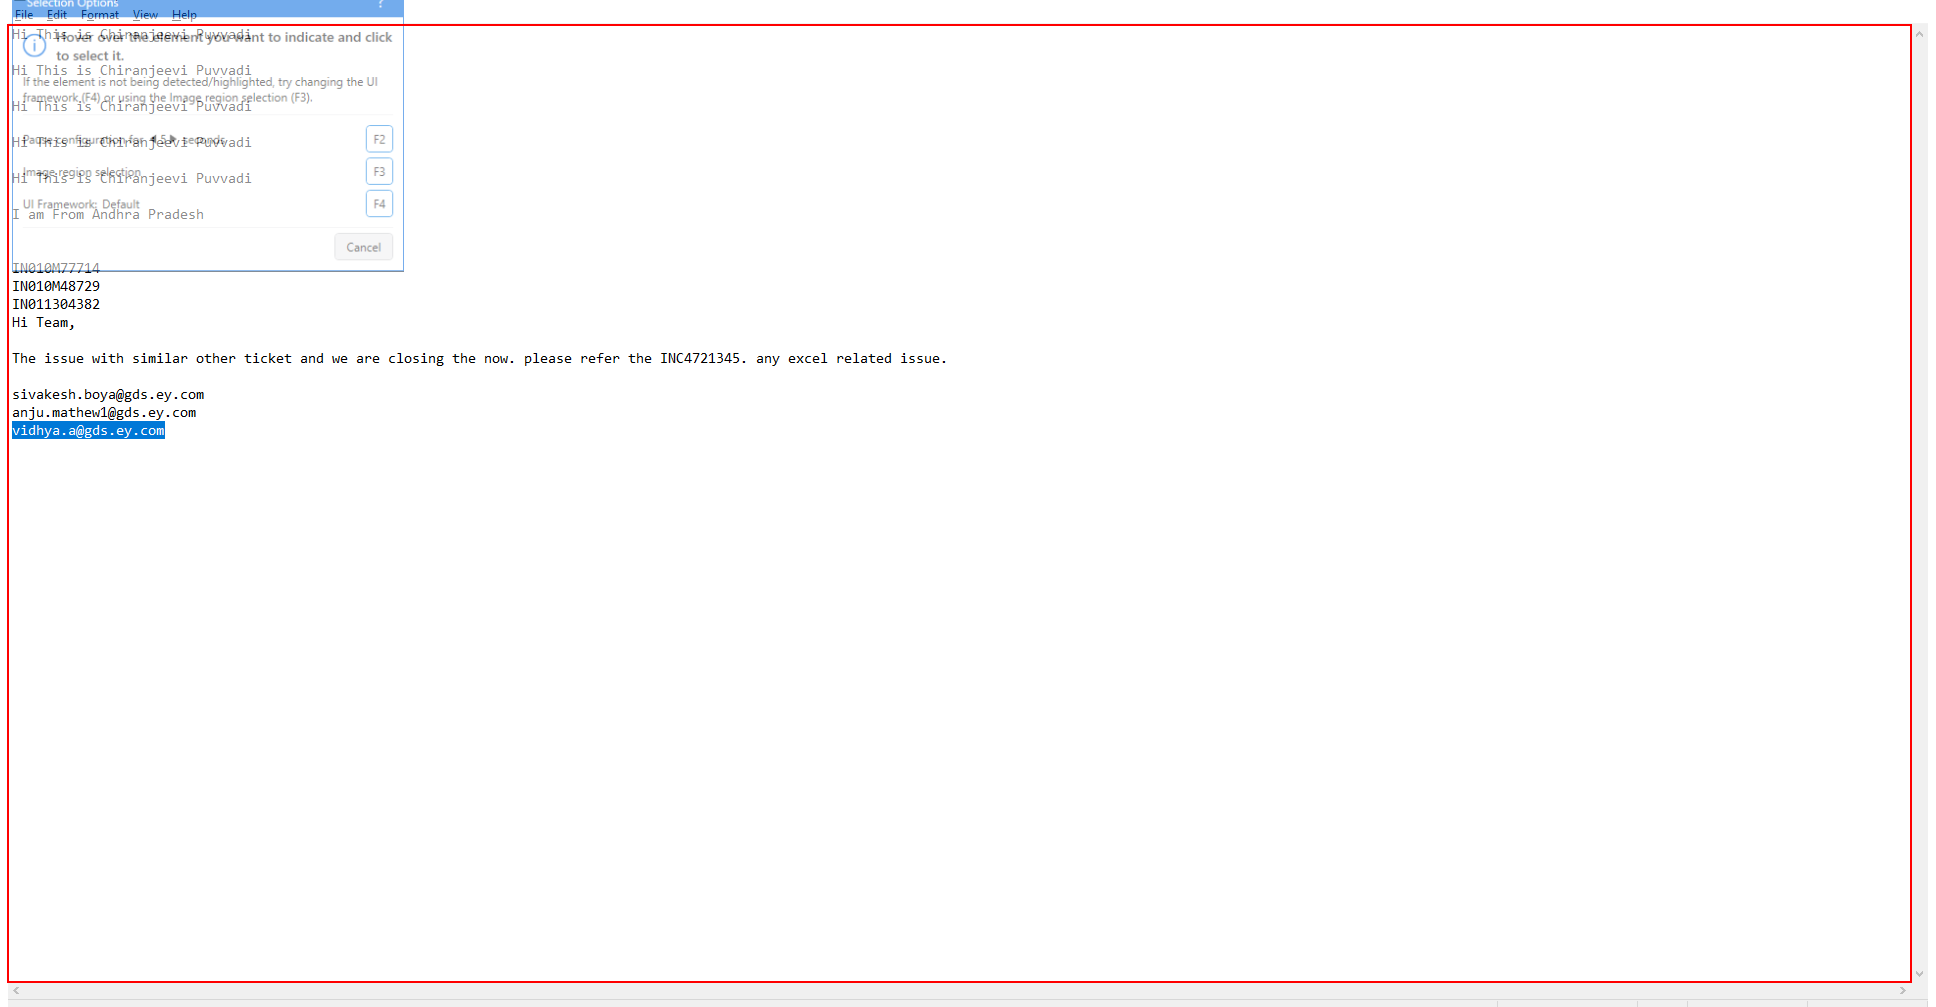 Selection Options ?
File Edit Format View Help
Hi This is Chiranjeevi Puvvadi
Hover over the element you want to indicate and click
to select it.
Hi This is Chiranjeevi Puvvadi
If the element is not being detected/highlighted, try changing the UI
framework (F4) or using the Image region selection (F3).
Hi This is Chiranjeevi Puvvadi
Pause configuration for 5 seconds F2
Hi This is Chiranjeevi Puvvadi
Image region selection F3
Hi This is Chiranjeevi Puvvadi
UI Framework: Default F4
I am From Andhra Pradesh
Cancel
IN010M77714
IN010M48729
IN011304382
Hi Team,
The issue with similar other ticket and we are closing the now. please refer the INC4721345. any excel related issue.
sivakesh.boya@gds.ey.com
anju.mathew1@gds.ey.com
vidhya.a@gds.ey.com